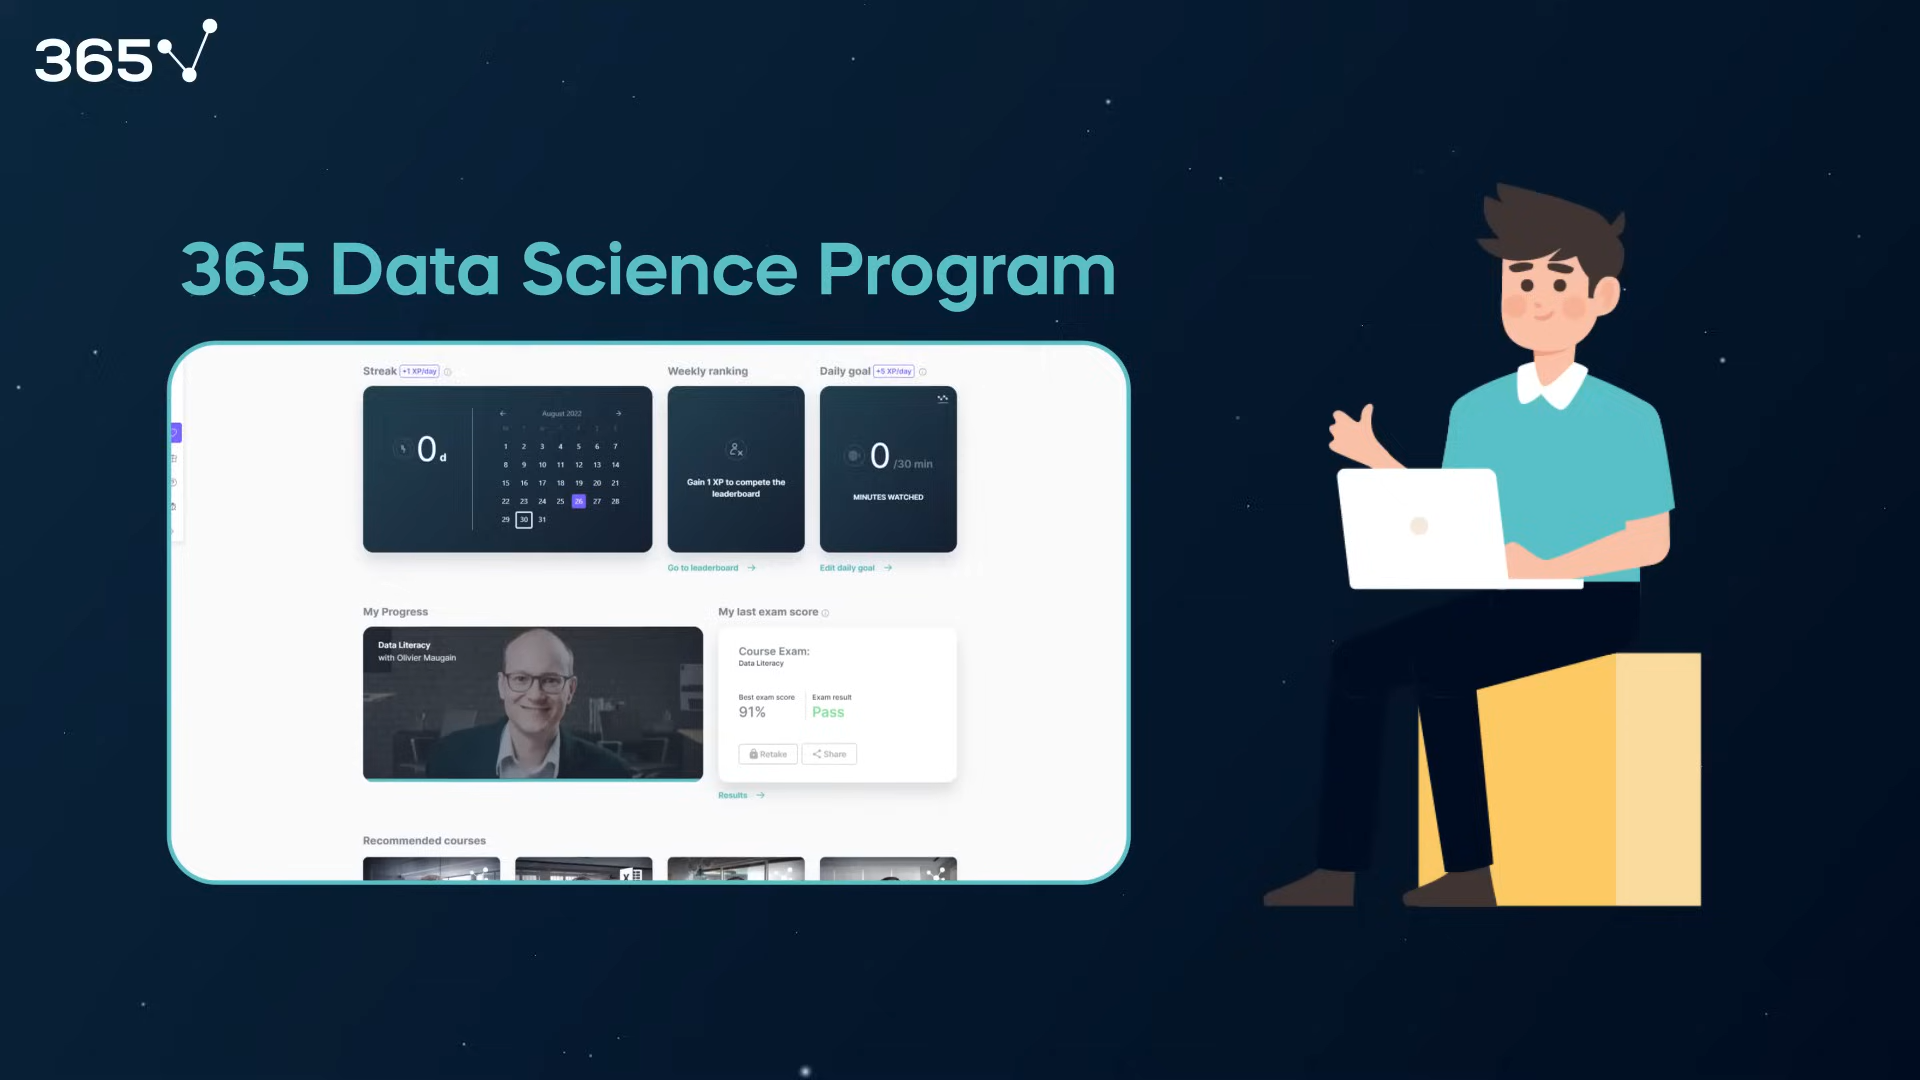 365
365 Data Science Program
Streak +1 XP/day
Weekly ranking
Daily goal +5 XP/day
August 2022
0 d
1 2 3 4 5 6 7
8 9 10 11 12 13 14
15 16 17 18 19 20 21
22 23 24 25 26 27 28
29 30 31
Gain 1 XP to compete the
leaderboard
0 /30 min
MINUTES WATCHED
Go to leaderboard
Edit daily goal
My Progress
My last exam score
Data Literacy
with Olivier Maugain
Course Exam:
Data Literacy
Best exam score
Exam result
91%
Pass
Retake
Share
Results
Recommended courses